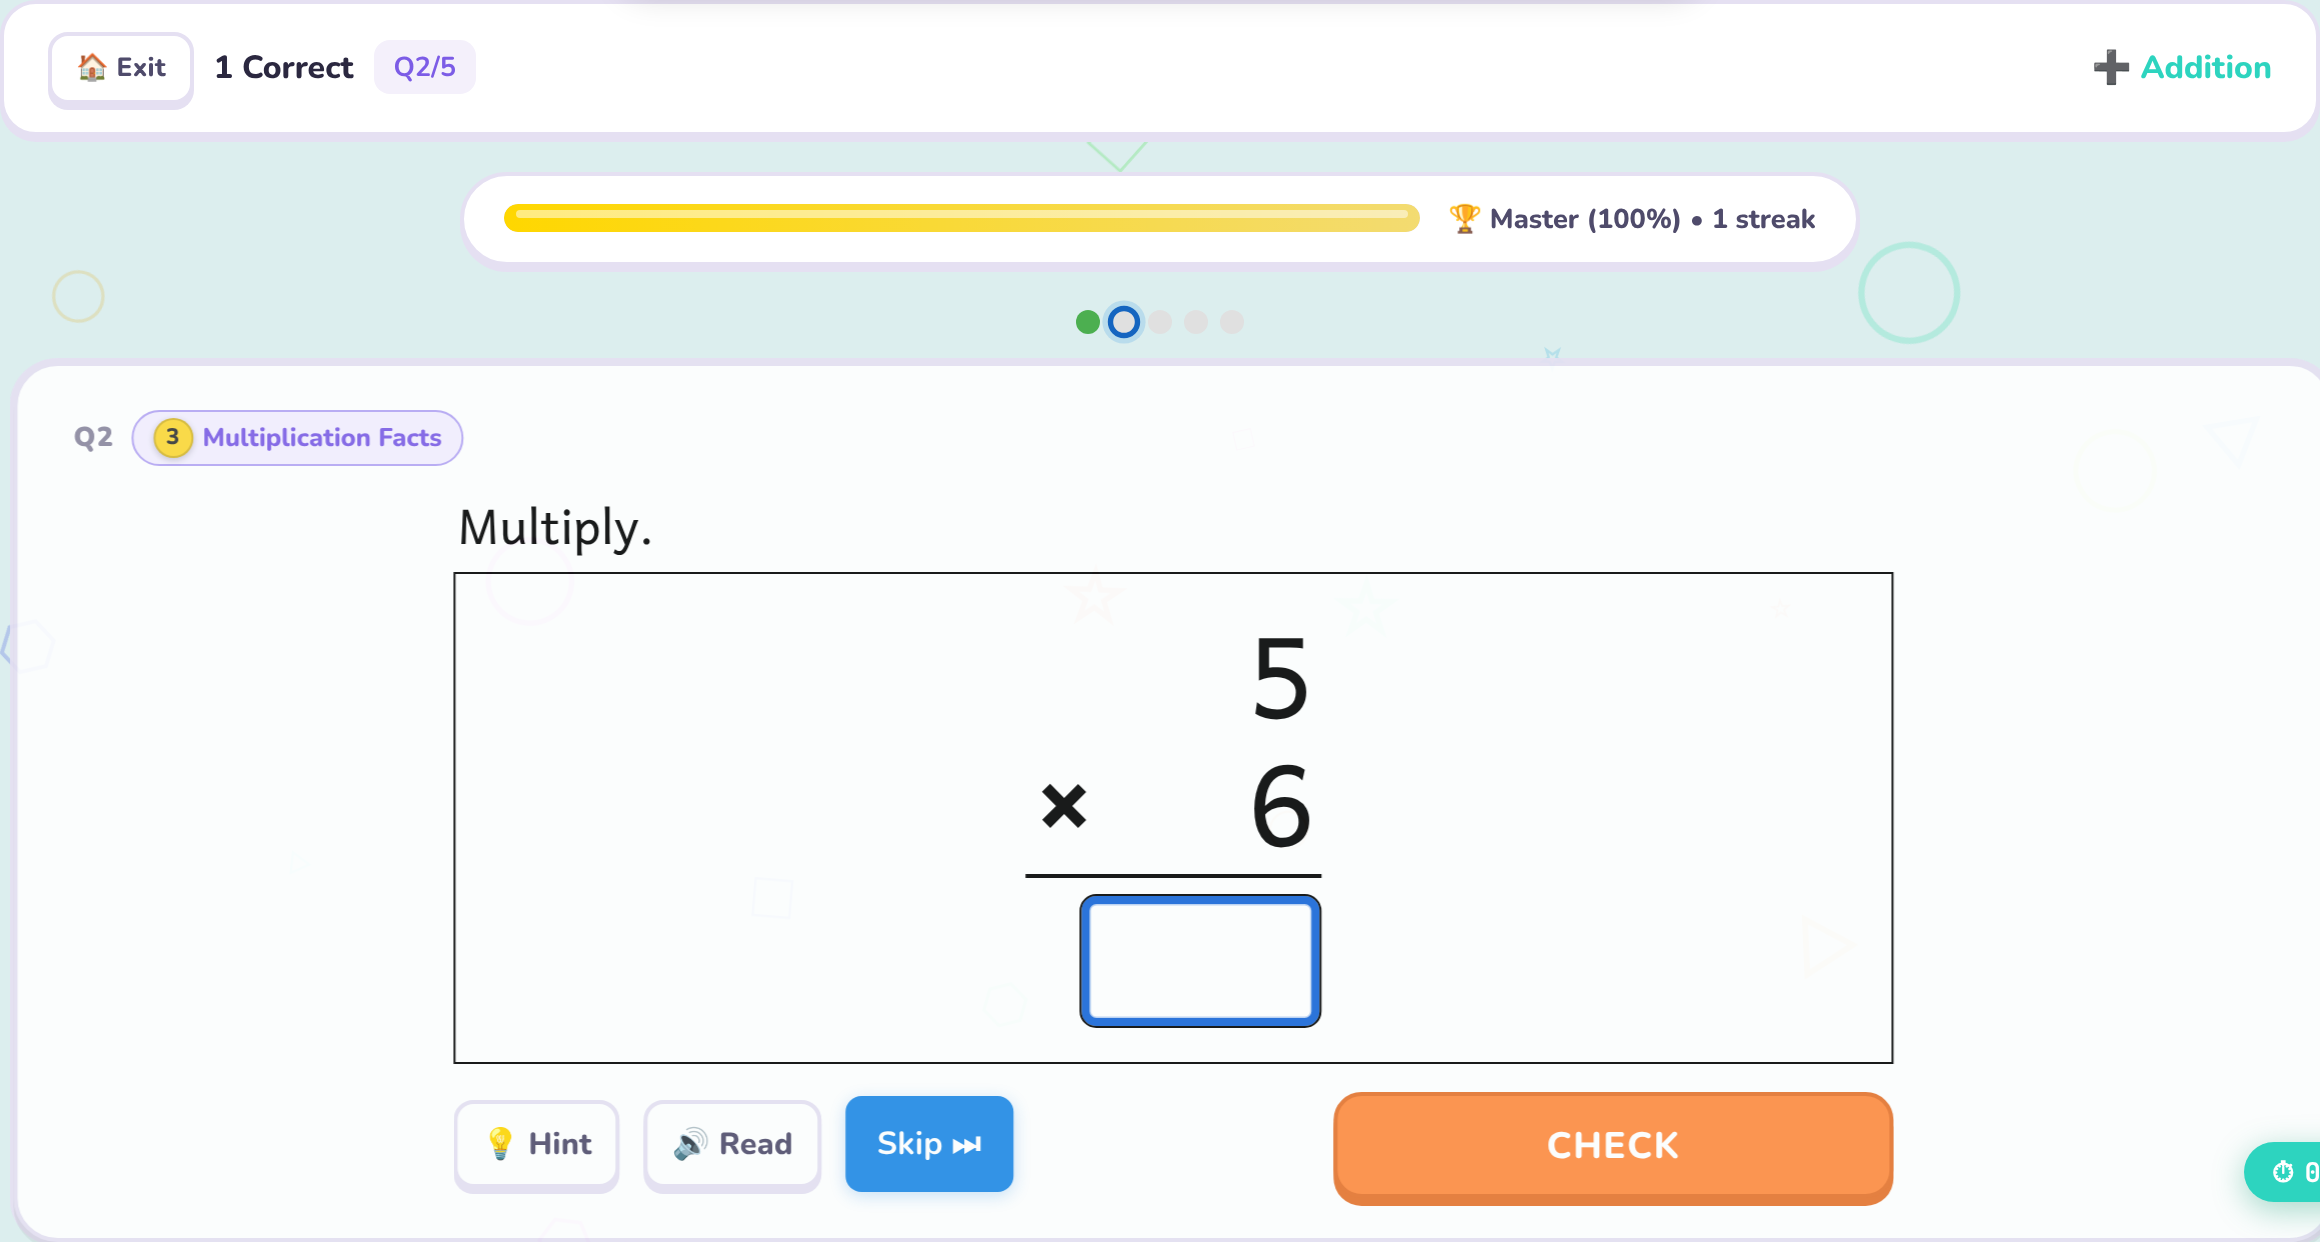 🏠 Exit 1 Correct Q2/5 ➕ Addition
🏆 Master (100%) • 1 streak
Q2 3 Multiplication Facts
Multiply.
5
× 6
💡 Hint 🔊 Read Skip ⏭ CHECK
⏱ 0